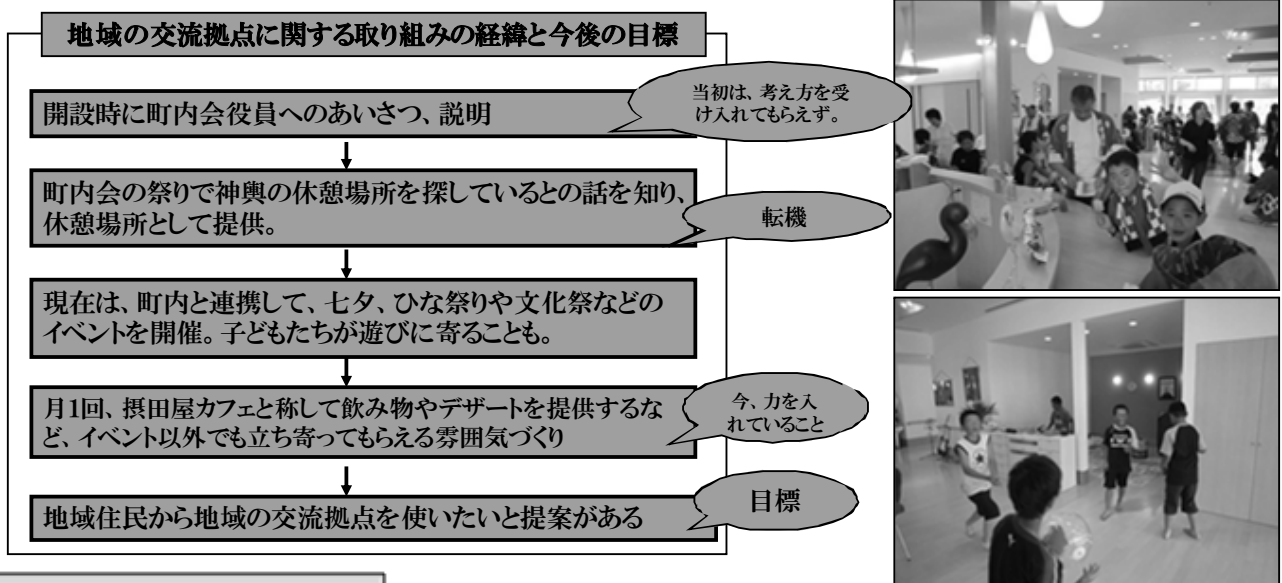 地域の交流拠点に関する取り組みの経緯と今後の目標
開設時に町内会役員へのあいさつ、説明
当初は、考え方を受
け入れてもらえず。
町内会の祭りで神輿の休憩場所を探しているとの話を知り、
休憩場所として提供。
転機
現在は、町内と連携して、七夕、ひな祭りや文化祭などの
イベントを開催。子どもたちが遊びに寄ることも。
月1回、摂田屋カフェと称して飲み物やデザートを提供するな
ど、イベント以外でも立ち寄ってもらえる雰囲気づくり
今、力を入
れていること
地域住民から地域の交流拠点を使いたいと提案がある
目標